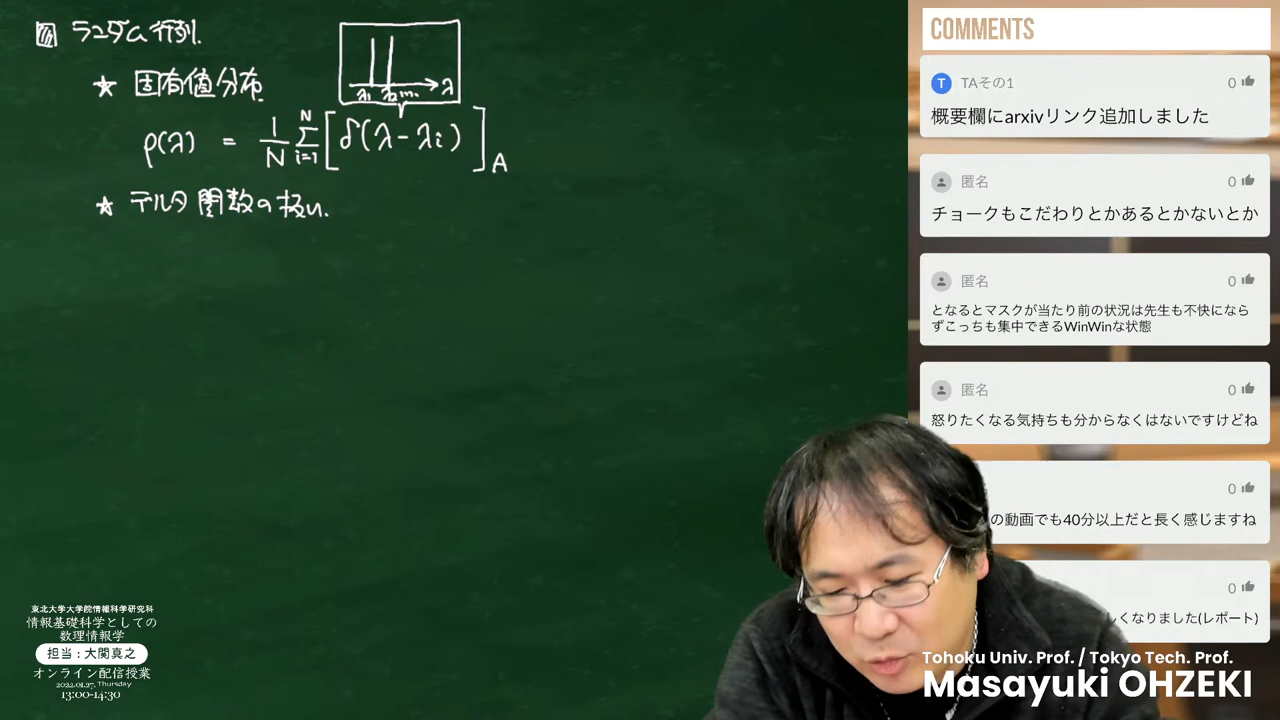 ランダム行列.
★ 固有値分布
λ1 λ2 … λ
ρ(λ) = 1/N Σ_{i=1}^{N} [δ(λ-λi)]_A
★ デルタ関数の扱い.
COMMENTS
T TAその1 0
概要欄にarxivリンク追加しました
匿名 0
チョークもこだわりとかあるとかないとか
匿名 0
となるとマスクが当たり前の状況は先生も不快になら
ずこっちも集中できるWinWinな状態
匿名 0
怒りたくなる気持ちも分からなくはないですけどね
0
の動画でも40分以上だと長く感じますね
0
しくなりました(レポート)
東北大学大学院情報科学研究科
情報基礎科学としての
数理情報学
担当：大関真之
オンライン配信授業
2022.01.27. Thursday
13:00-14:30
Tohoku Univ. Prof. / Tokyo Tech. Prof.
Masayuki OHZEKI